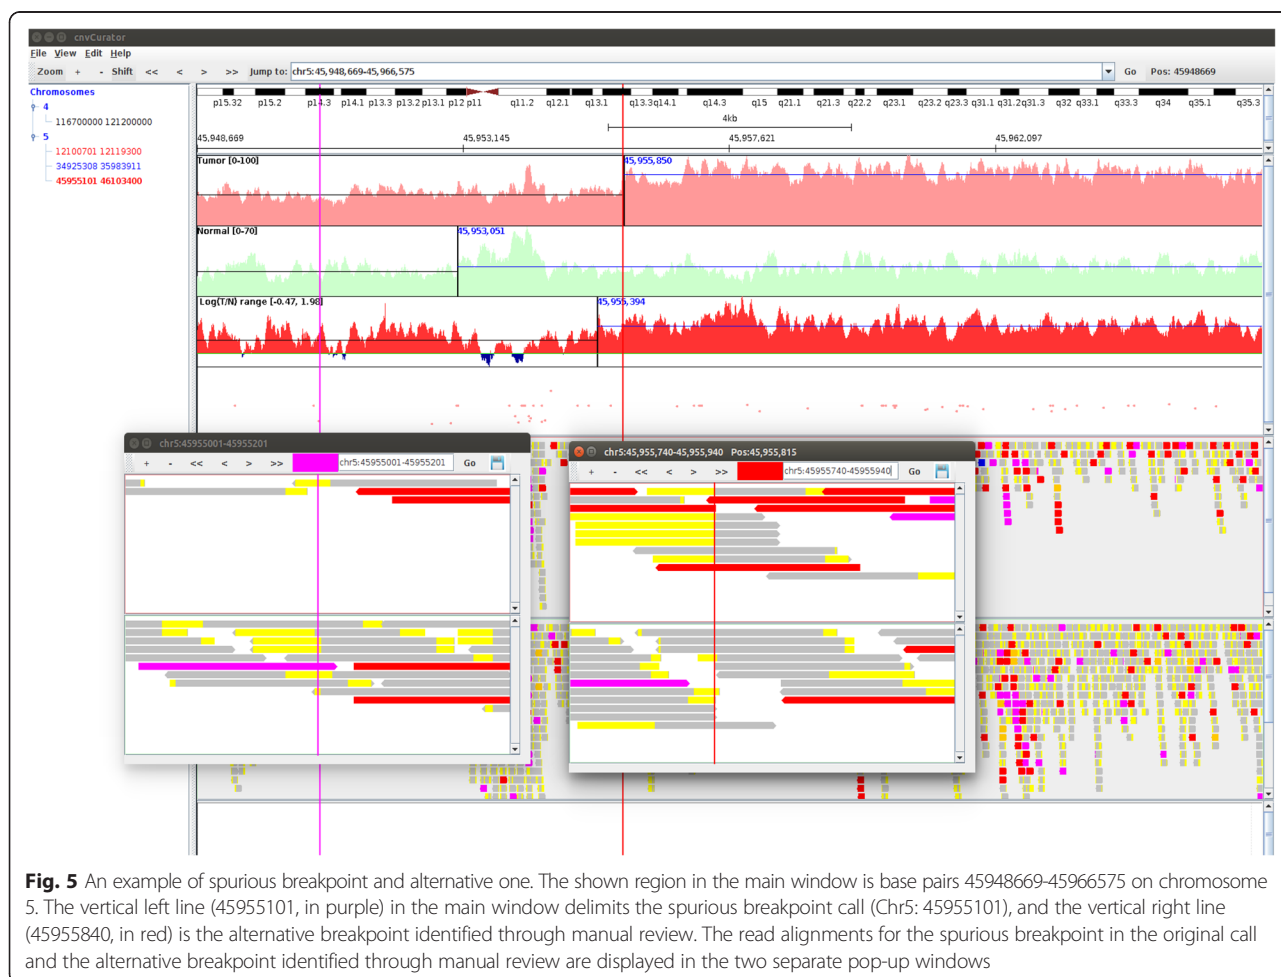 cnvCurator
File View Edit Help
Zoom + - Shift << < > >> Jump to: chr5:45,948,669-45,966,575 Go Pos: 45948669
Chromosomes
4
116700000 121200000
5
12100701 12119300
34925308 35983911
45955101 46103400
p15.32 p15.2 p14.3 p14.1 p13.3 p13.2 p13.1 p12 p11 q11.2 q12.1 q13.1 q13.3 q14.1 q14.3 q15 q21.1 q21.3 q22.2 q23.1 q23.2 q23.3 q31.1 q31.2 q31.3 q32 q33.1 q33.3 q34 q35.1 q35.3
4kb
45,948,669 45,953,145 45,957,621 45,962,097
Tumor [0-100] 45,955,850
Normal [0-70] 45,953,051
Log(T/N) range [-0.47, 1.98] 45,955,394
chr5:45955001-45955201
+ - << < > >> chr5:45955001-45955201 Go
chr5:45,955,740-45,955,940 Pos:45,955,815
+ - << < > >> chr5:45955740-45955940 Go
Fig. 5 An example of spurious breakpoint and alternative one. The shown region in the main window is base pairs 45948669-45966575 on chromosome
5. The vertical left line (45955101, in purple) in the main window delimits the spurious breakpoint call (Chr5: 45955101), and the vertical right line
(45955840, in red) is the alternative breakpoint identified through manual review. The read alignments for the spurious breakpoint in the original call
and the alternative breakpoint identified through manual review are displayed in the two separate pop-up windows